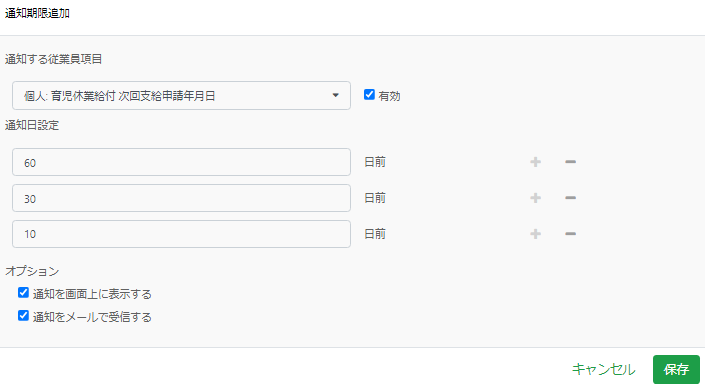 通知期限追加
通知する従業員項目
個人: 育児休業給付 次回支給申請年月日
有効
通知日設定
60 日前
30 日前
10 日前
オプション
通知を画面上に表示する
通知をメールで受信する
キャンセル 保存